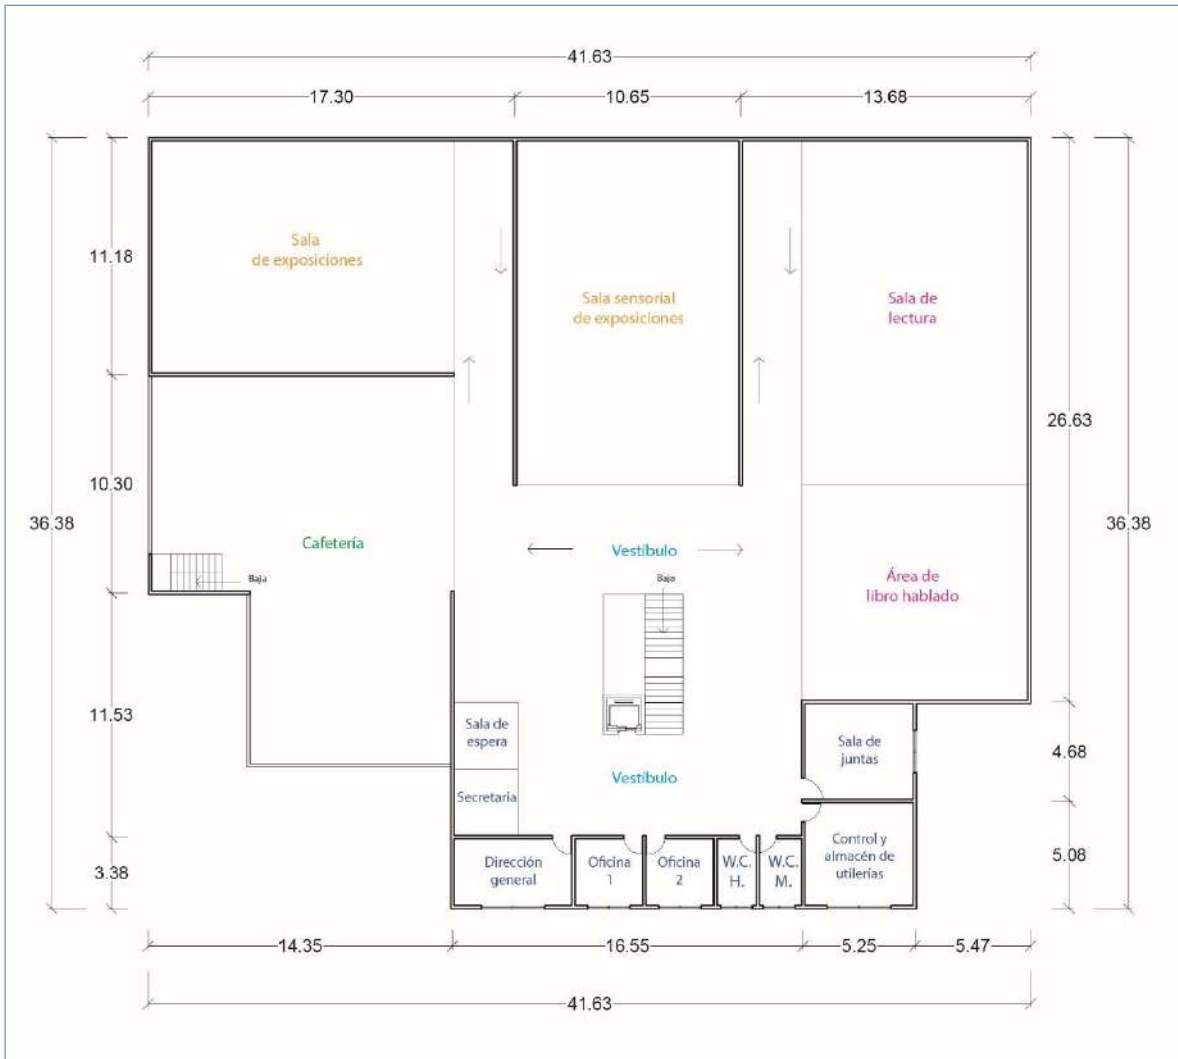 41.63
17.30
10.65
13.68
11.18
10.30
36.38
11.53
3.38
26.63
36.38
4.68
5.08
Sala
de exposiciones
Sala sensorial
de exposiciones
Sala de
lectura
Cafetería
Baja
Vestíbulo
Baja
Área de
libro hablado
Sala de
espera
Secretaria
Vestíbulo
Sala de
juntas
Control y
almacén de
utilerías
Dirección
general
Oficina
1
Oficina
2
W.C.
H.
W.C.
M.
14.35
16.55
5.25
5.47
41.63